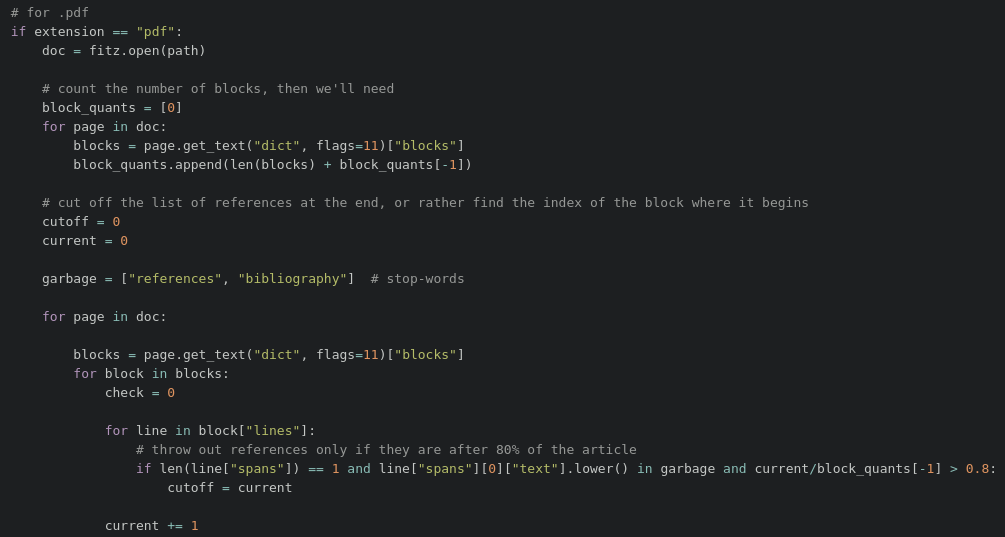 # for .pdf
if extension == "pdf":
    doc = fitz.open(path)

    # count the number of blocks, then we'll need
    block_quants = [0]
    for page in doc:
        blocks = page.get_text("dict", flags=11)["blocks"]
        block_quants.append(len(blocks) + block_quants[-1])

    # cut off the list of references at the end, or rather find the index of the block where it begins
    cutoff = 0
    current = 0

    garbage = ["references", "bibliography"]  # stop-words

    for page in doc:

        blocks = page.get_text("dict", flags=11)["blocks"]
        for block in blocks:
            check = 0

            for line in block["lines"]:
                # throw out references only if they are after 80% of the article
                if len(line["spans"]) == 1 and line["spans"][0]["text"].lower() in garbage and current/block_quants[-1] > 0.8:
                    cutoff = current

            current += 1